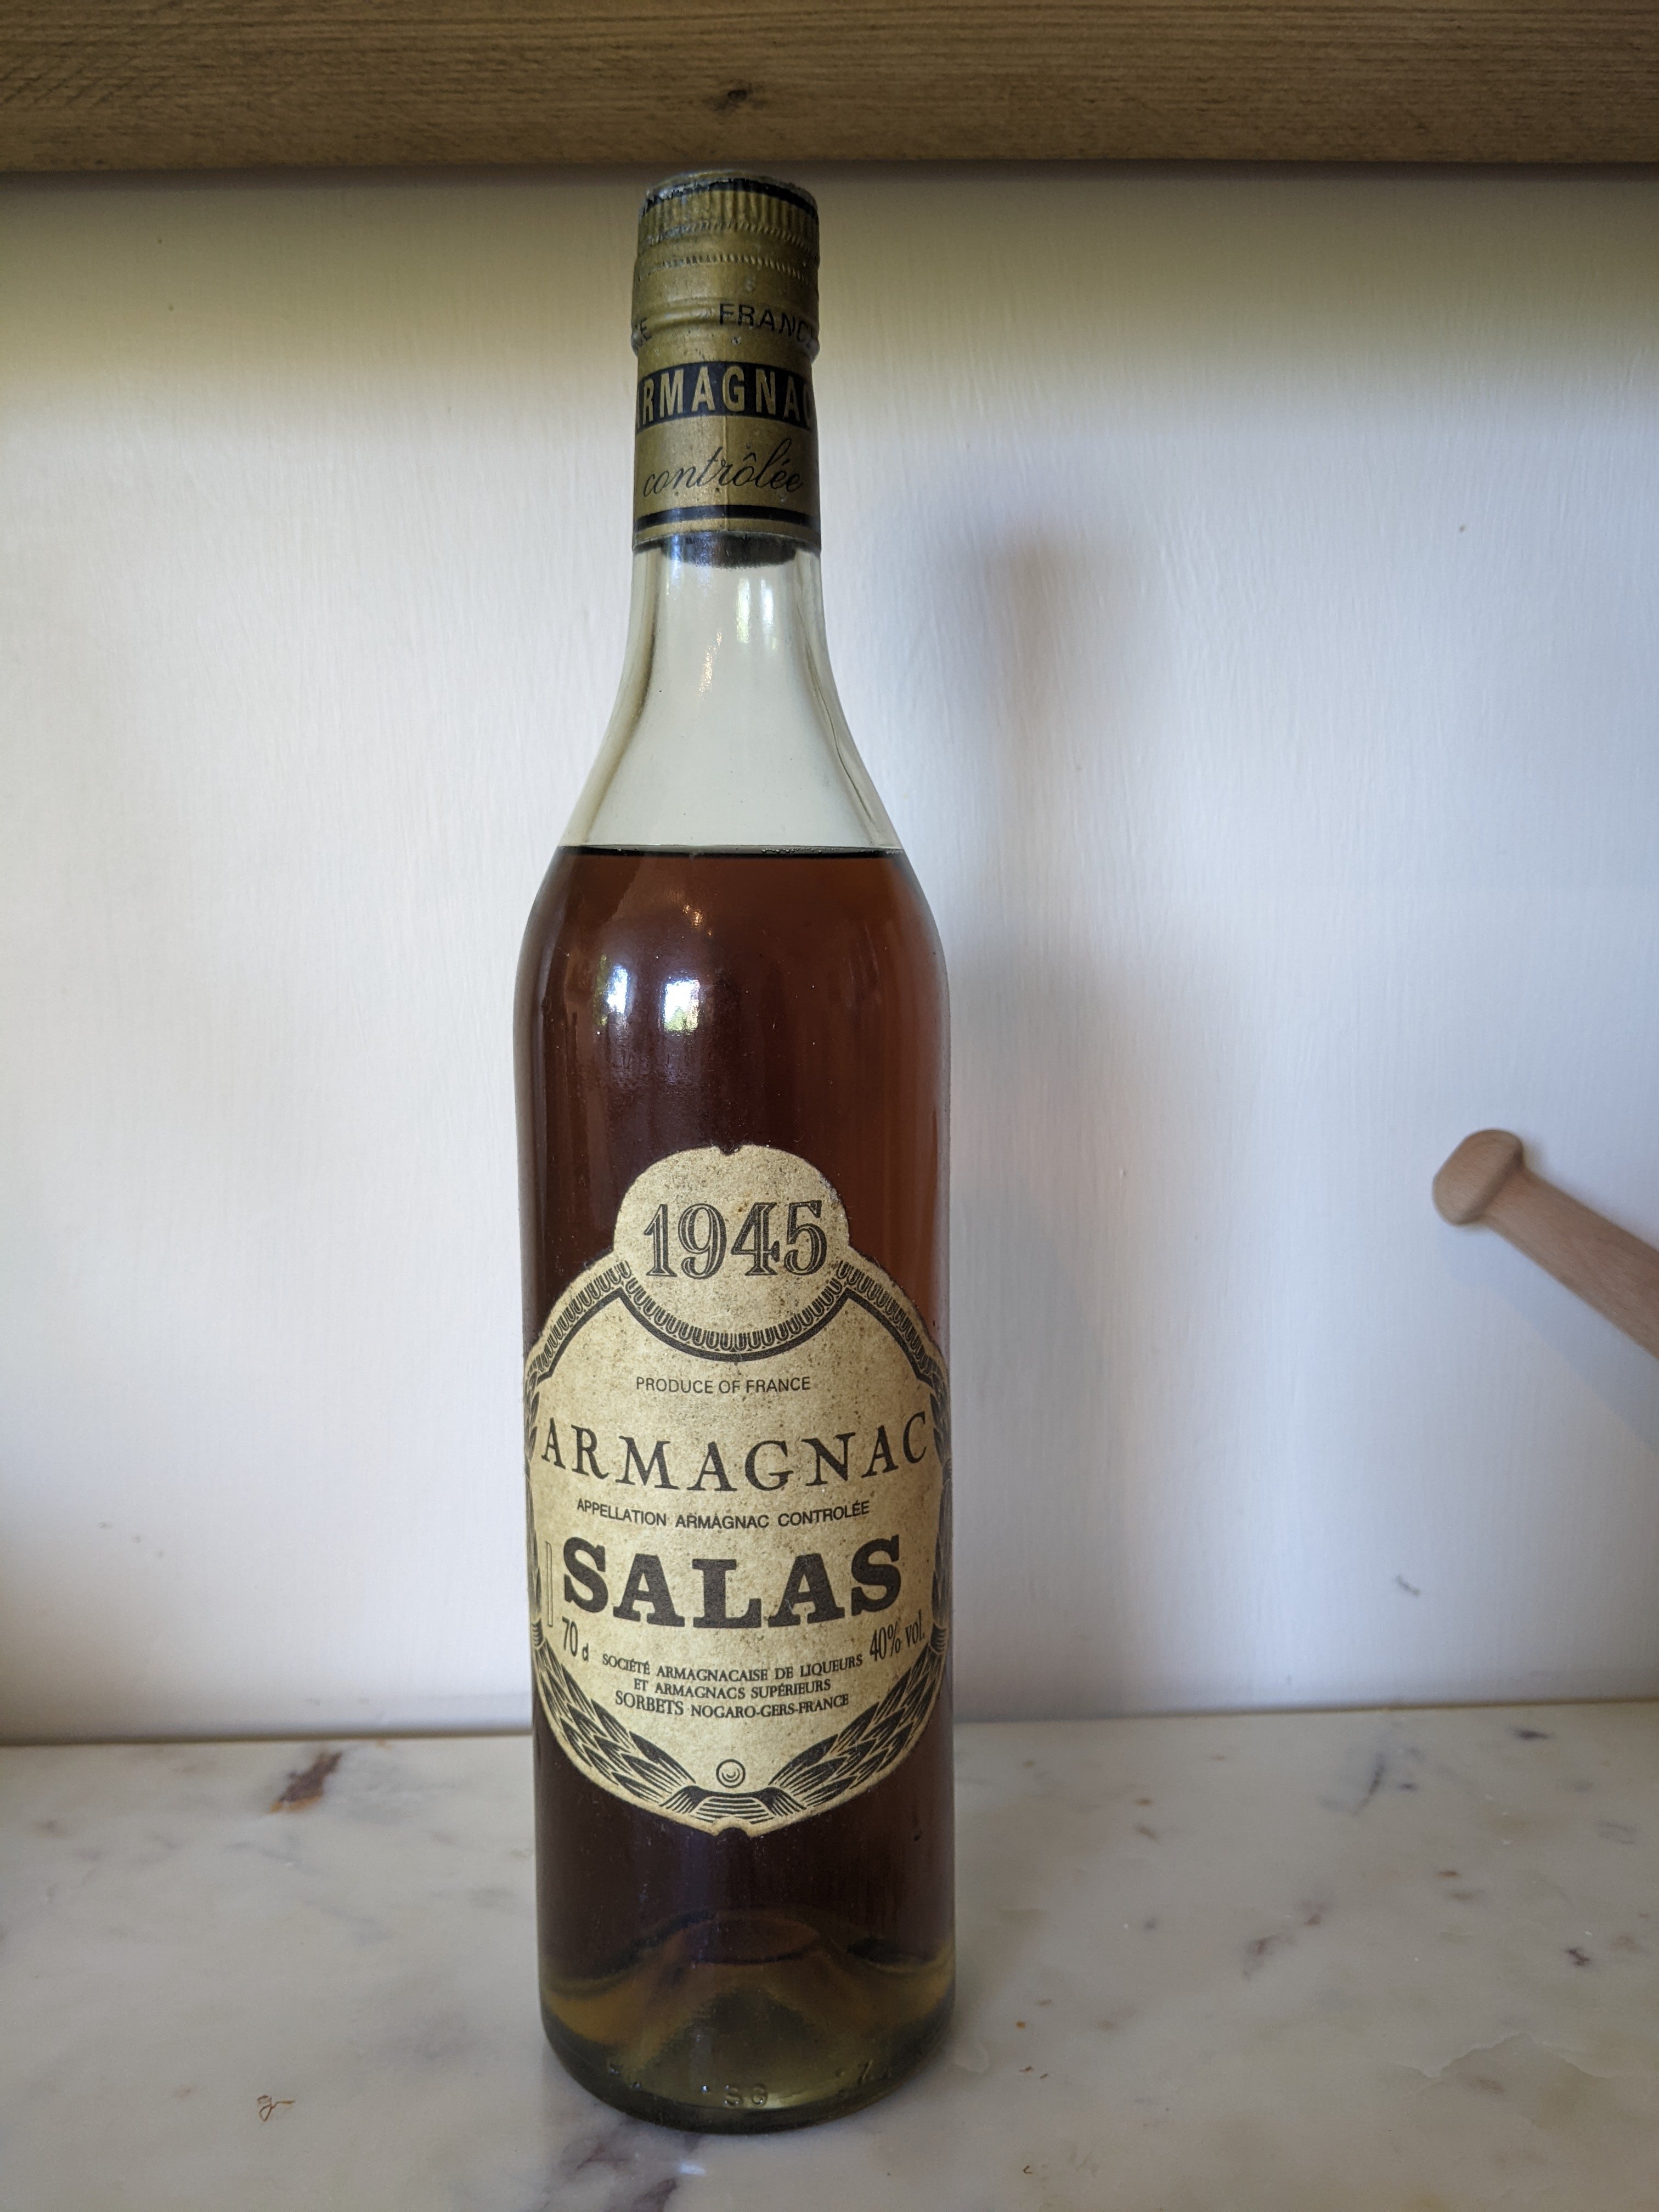 FRANCE
ARMAGNAC
contrôlée
1945
PRODUCE OF FRANCE
ARMAGNAC
APPELLATION ARMAGNAC CONTROLÉE
SALAS
70 cl 40% vol.
SOCIÉTÉ ARMAGNACAISE DE LIQUEURS
ET ARMAGNACS SUPÉRIEURS
SORBETS NOGARO-GERS-FRANCE
SG